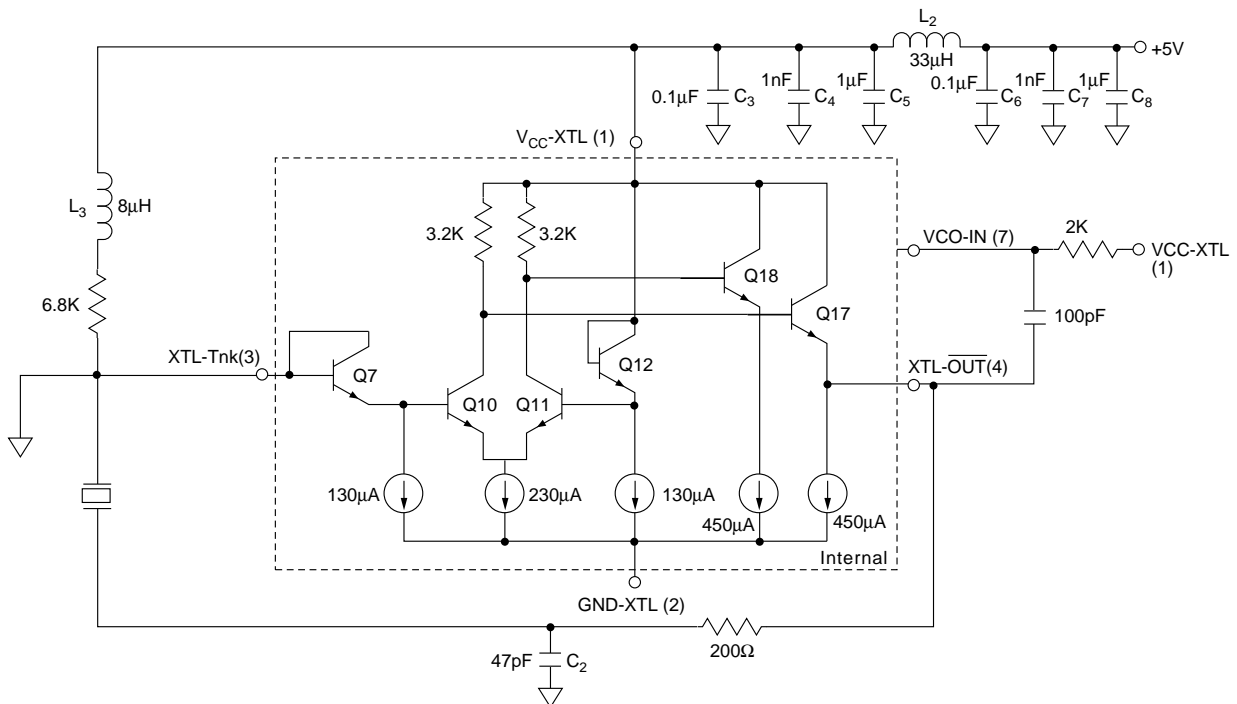 L2
33µH
+5V
0.1µF
C3
1nF
C4
1µF
C5
0.1µF
C6
1nF
C7
1µF
C8
VCC-XTL (1)
L3
8µH
3.2K
3.2K
VCO-IN (7)
2K
VCC-XTL
(1)
Q18
6.8K
Q17
100pF
XTL-Tnk(3)
Q7
Q12
XTL-OUT(4)
Q10
Q11
130µA
230µA
130µA
450µA
450µA
Internal
GND-XTL (2)
47pF
C2
200Ω